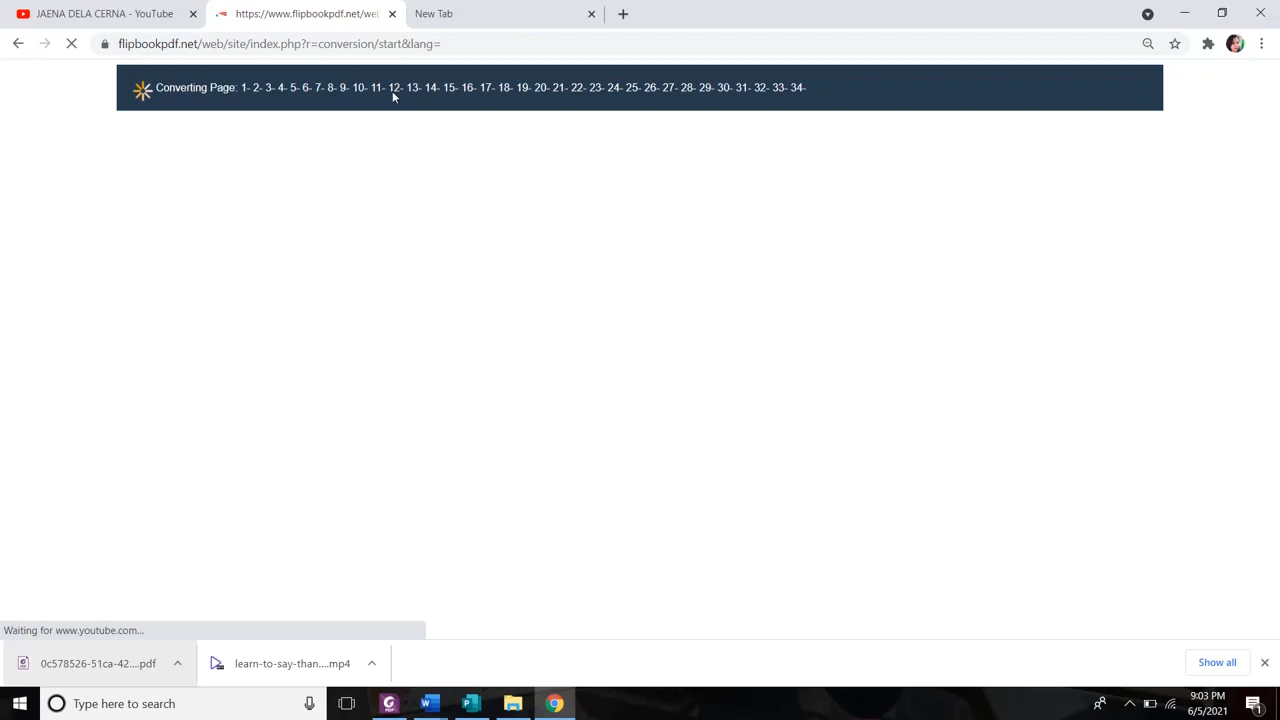 JAENA DELA CERNA - YouTube
https://www.flipbookpdf.net/we
New Tab
flipbookpdf.net/web/site/index.php?r=conversion/start&lang=
Converting Page: 1- 2- 3- 4- 5- 6- 7- 8- 9- 10- 11- 12- 13- 14- 15- 16- 17- 18- 19- 20- 21- 22- 23- 24- 25- 26- 27- 28- 29- 30- 31- 32- 33- 34-
Waiting for www.youtube.com...
0c578526-51ca-42....pdf
learn-to-say-than....mp4
Show all
Type here to search
9:03 PM
6/5/2021
1